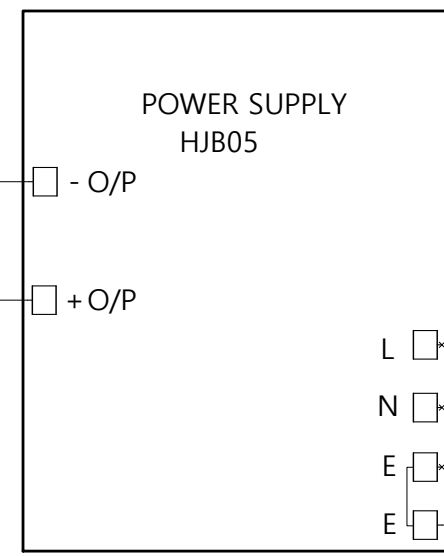 POWER SUPPLY
HJB05
- O/P
+ O/P
L
N
E
E